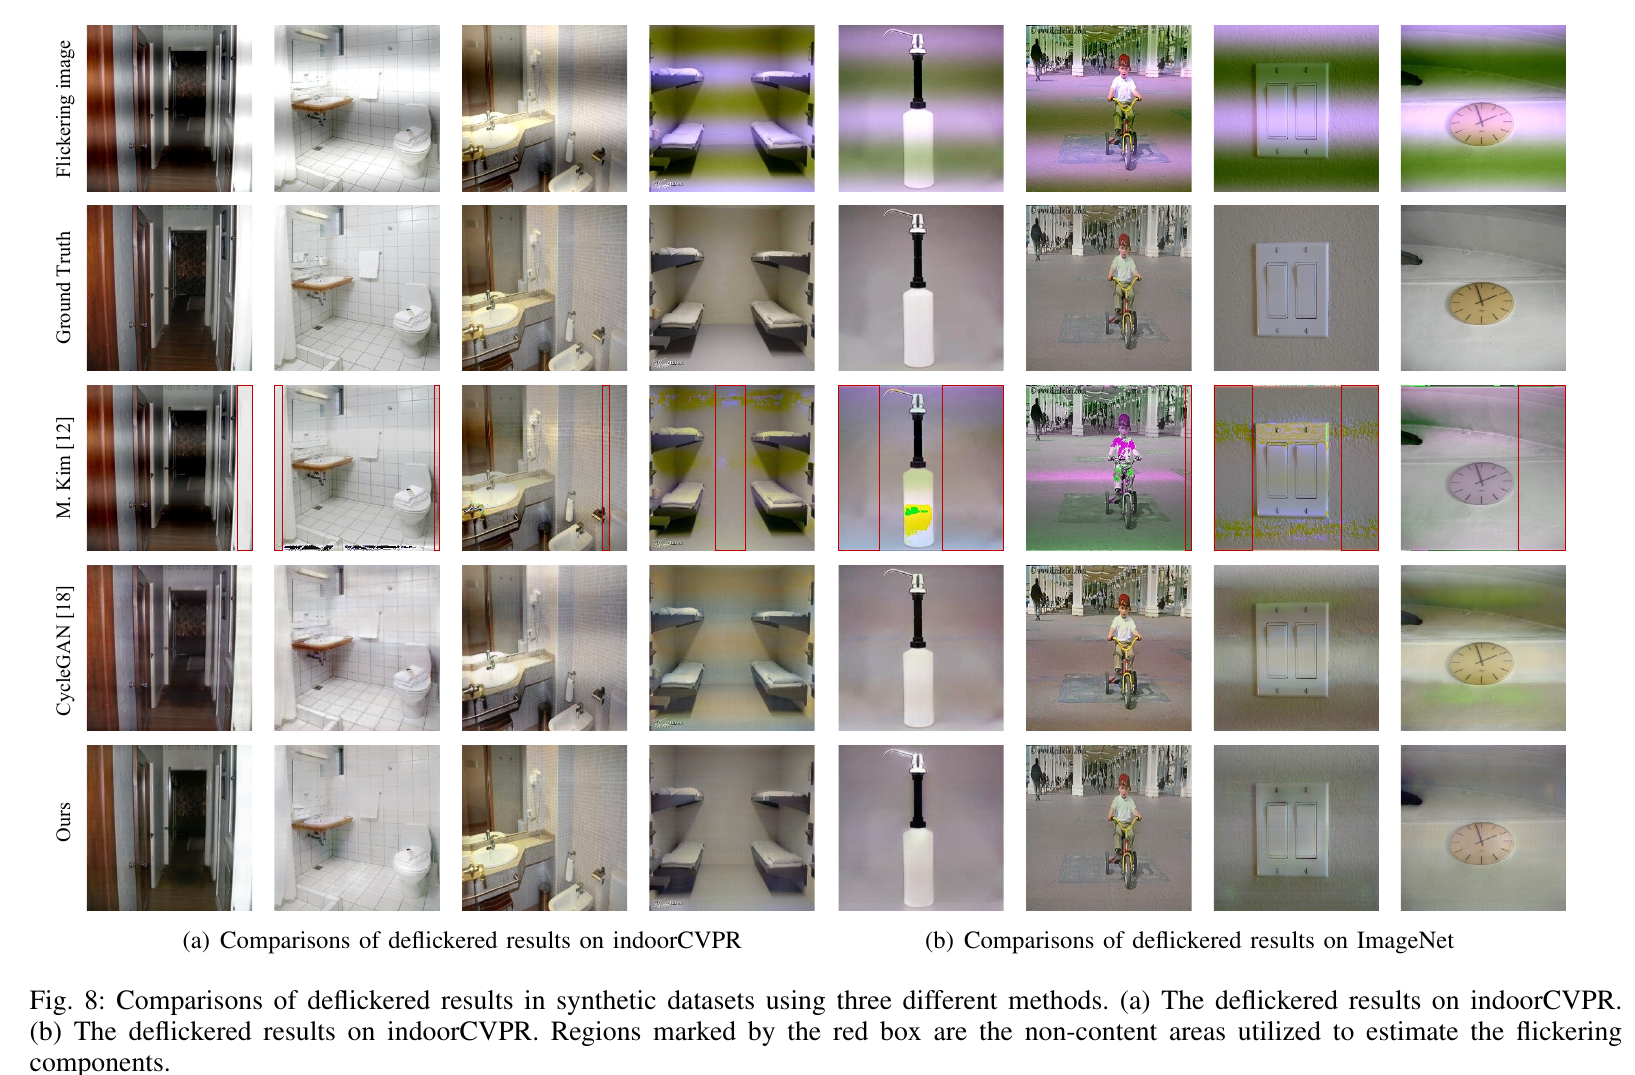 Flickering image
Ground Truth
M. Kim [12]
CycleGAN [18]
Ours
(a) Comparisons of deflickered results on indoorCVPR
(b) Comparisons of deflickered results on ImageNet
Fig. 8: Comparisons of deflickered results in synthetic datasets using three different methods. (a) The deflickered results on indoorCVPR.
(b) The deflickered results on indoorCVPR. Regions marked by the red box are the non-content areas utilized to estimate the flickering
components.